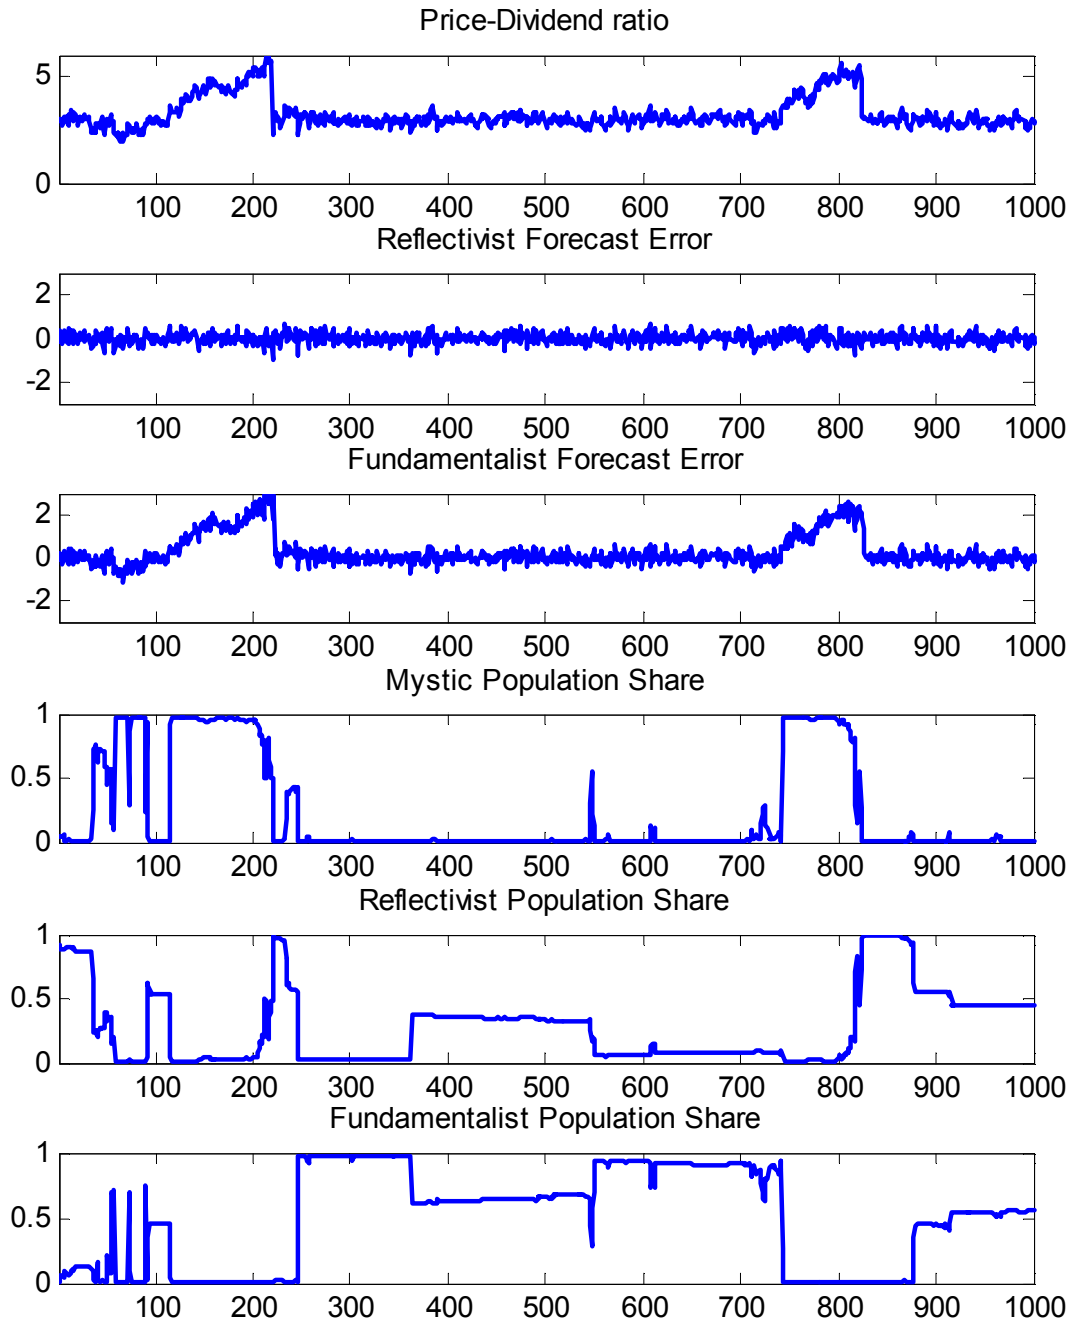 Price-Dividend ratio
5
0
100 200 300 400 500 600 700 800 900 1000
Reflectivist Forecast Error
2
0
-2
100 200 300 400 500 600 700 800 900 1000
Fundamentalist Forecast Error
2
0
-2
100 200 300 400 500 600 700 800 900 1000
Mystic Population Share
1
0.5
0
100 200 300 400 500 600 700 800 900 1000
Reflectivist Population Share
1
0.5
0
100 200 300 400 500 600 700 800 900 1000
Fundamentalist Population Share
1
0.5
0
100 200 300 400 500 600 700 800 900 1000